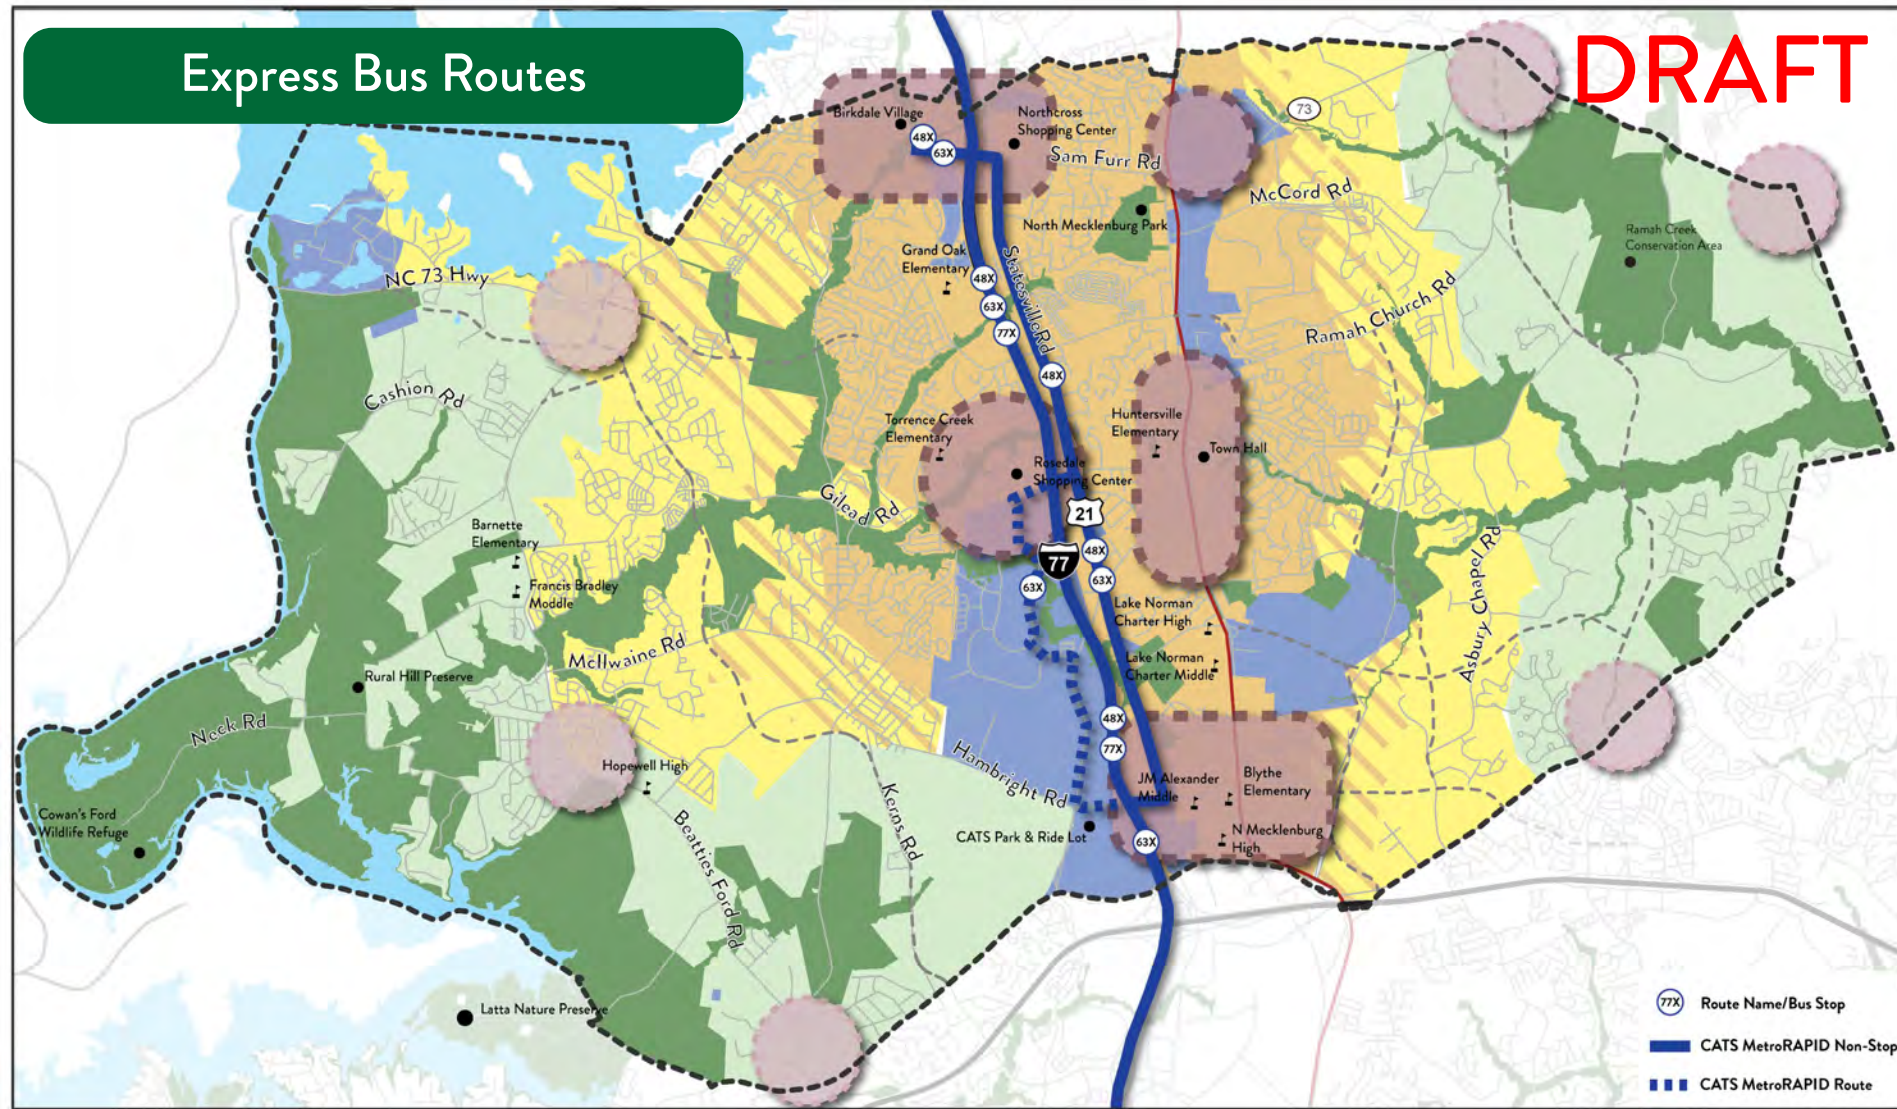 Express Bus Routes
DRAFT
Birkdale Village
48X
63X
Northcross
Shopping Center
Sam Furr Rd
73
McCord Rd
North Mecklenburg Park
Ramah Creek
Conservation Area
NC 73 Hwy
Grand Oak
Elementary
48X
63X
77X
Statesville Rd
48X
Ramah Church Rd
Cashion Rd
Torrence Creek
Elementary
Huntersville
Elementary
Town Hall
Rosedale
Shopping Center
Gilead Rd
21
77
48X
63X
63X
Barnette
Elementary
Francis Bradley
Moddle
Asbury Chapel Rd
Lake Norman
Charter High
McIlwaine Rd
Lake Norman
Charter Middle
Rural Hill Preserve
Neck Rd
48X
77X
Hambright Rd
Hopewell High
JM Alexander
Middle
Blythe
Elementary
Kerns Rd
Beatties Ford Rd
Cowan's Ford
Wildlife Refuge
CATS Park & Ride Lot
63X
N Mecklenburg
High
Latta Nature Preserve
77X
Route Name/Bus Stop
CATS MetroRAPID Non-Stop
CATS MetroRAPID Route